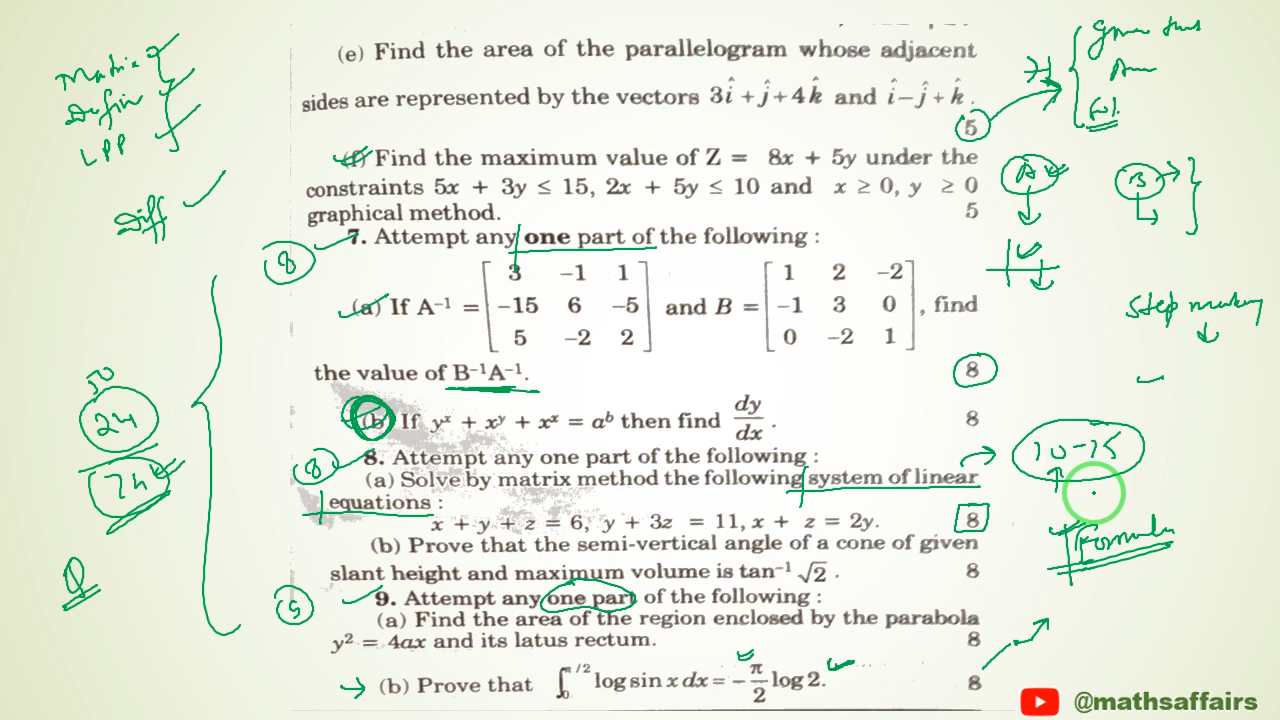 (e) Find the area of the parallelogram whose adjacent
sides are represented by the vectors 3î + ĵ + 4k̂ and î − ĵ + k̂.
5
(f) Find the maximum value of Z = 8x + 5y under the
constraints 5x + 3y ≤ 15, 2x + 5y ≤ 10 and x ≥ 0, y ≥ 0
graphical method. 5
7. Attempt any one part of the following :
(a) If A⁻¹ = [3 −1 1
−15 6 −5
5 −2 2] and B = [1 2 −2
−1 3 0
0 −2 1], find
the value of B⁻¹A⁻¹. 8
(b) If yˣ + xʸ + xˣ = aᵇ then find dy/dx . 8
8. Attempt any one part of the following :
(a) Solve by matrix method the following system of linear
equations :
x + y + z = 6, y + 3z = 11, x + z = 2y. 8
(b) Prove that the semi-vertical angle of a cone of given
slant height and maximum volume is tan⁻¹ √2 . 8
9. Attempt any one part of the following :
(a) Find the area of the region enclosed by the parabola
y² = 4ax and its latus rectum. 8
(b) Prove that ∫₀^π/2 log sin x dx = −π/2 log 2. 8
Matrix
Defin
LPP
Diff
8
50
24
74
8
A
B
Step marking
70-75
Formula
@mathsaffairs